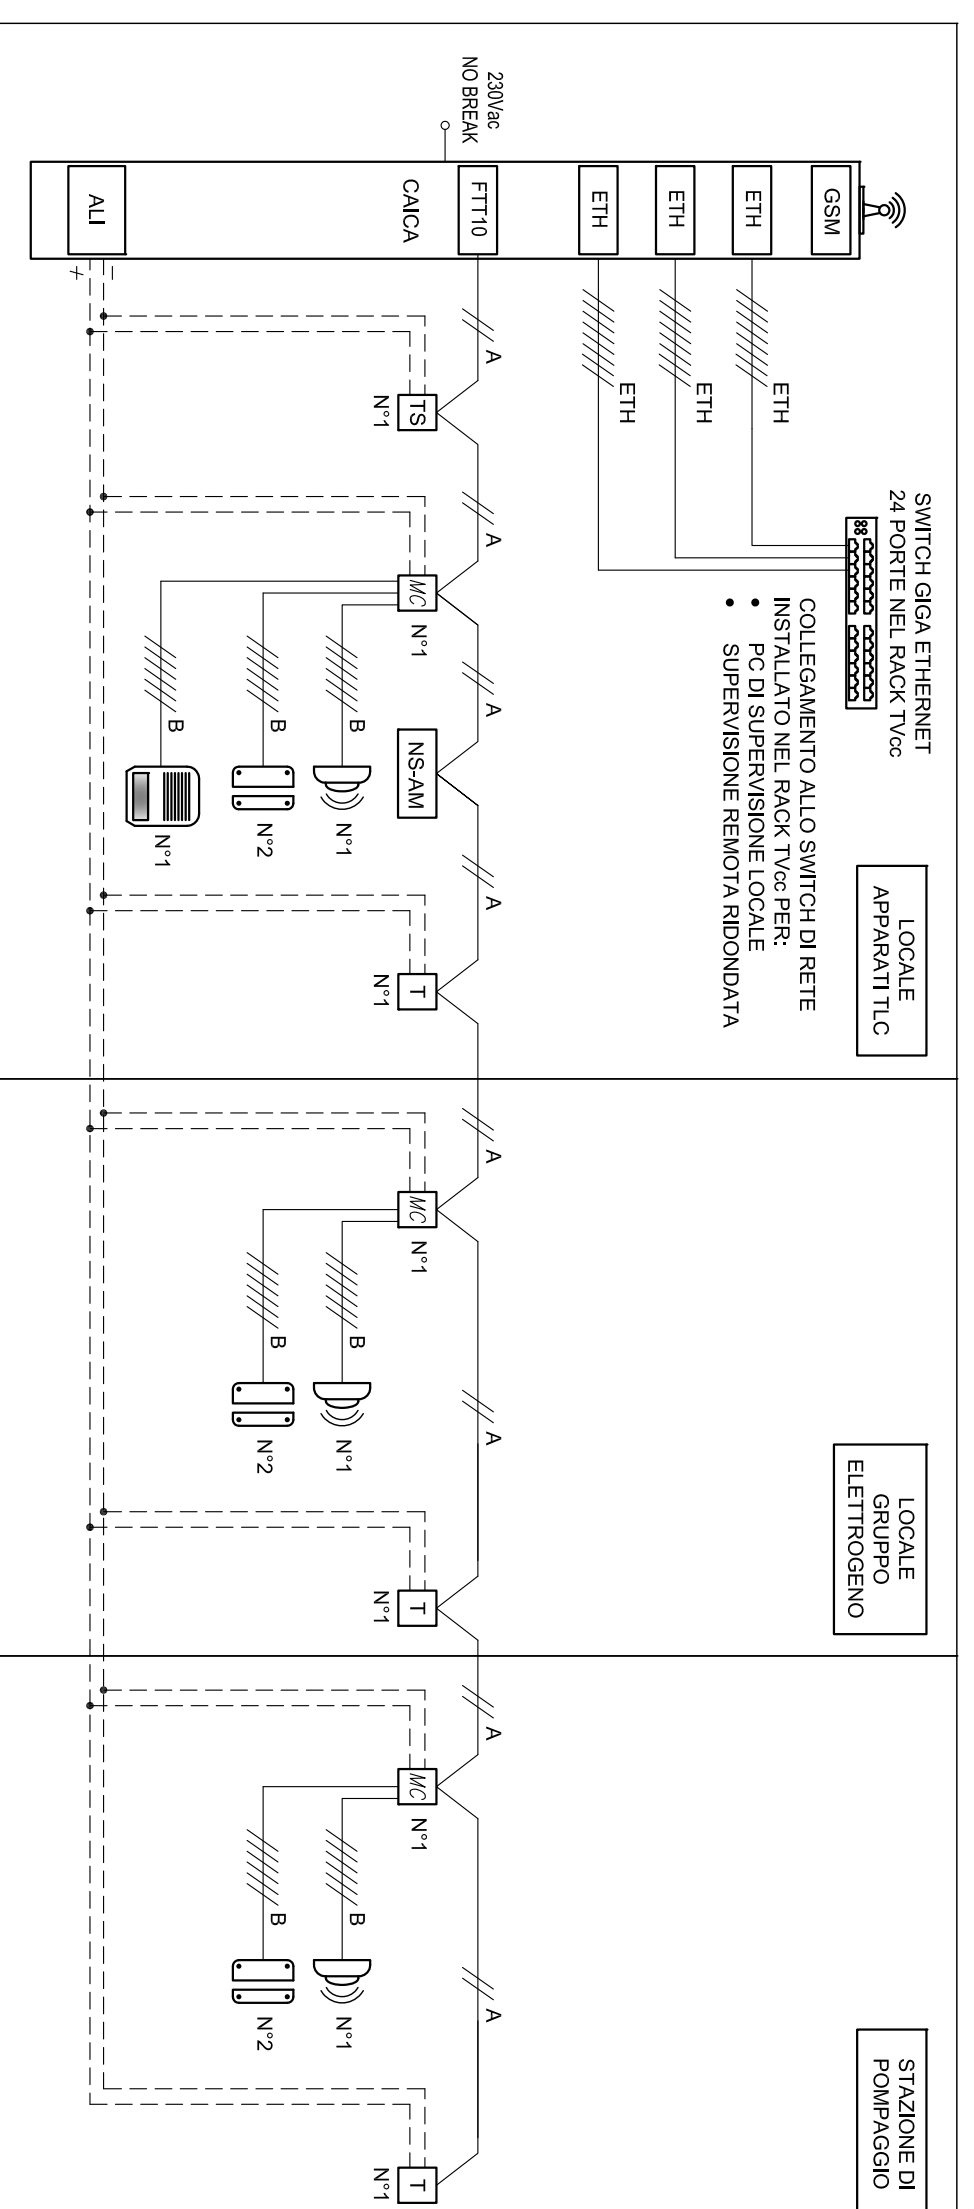 230Vac
NO BREAK
GSM
ETH
ETH
ETH
FTT10
CAICA
ALI
-
+
ETH
ETH
ETH
SWITCH GIGA ETHERNET
24 PORTE NEL RACK TVcc
COLLEGAMENTO ALLO SWITCH DI RETE
INSTALLATO NEL RACK TVcc PER:
• PC DI SUPERVISIONE LOCALE
• SUPERVISIONE REMOTA RIDONDATA
LOCALE
APPARATI TLC
A
TS
N°1
A
MC
N°1
B
N°1
B
N°2
B
N°1
A
NS-AM
A
T
N°1
LOCALE
GRUPPO
ELETTROGENO
A
MC
N°1
B
N°1
B
N°2
A
T
N°1
STAZIONE DI
POMPAGGIO
A
MC
N°1
B
N°1
B
N°2
A
T
N°1